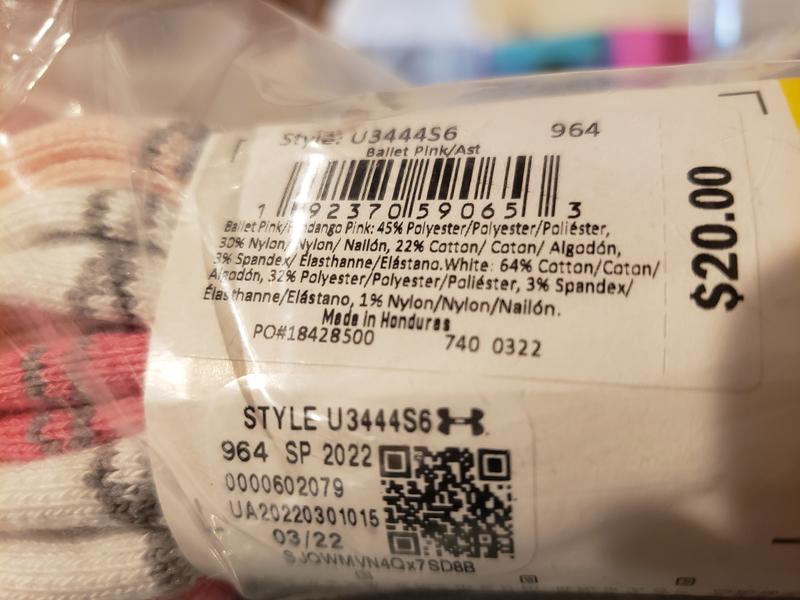 Style: U3444S6 964
Ballet Pink/Ast
1 92370 59065 3
Ballet Pink/Fandango Pink: 45% Polyester/Polyester/Poliéster,
30% Nylon/Nylon/ Nailón, 22% Cotton/ Coton/ Algodón,
3% Spandex/ Élasthanne/Elástano.White: 64% Cotton/Coton/
Algodón, 32% Polyester/Polyester/Poliéster, 3% Spandex/
Élasthanne/Elástano, 1% Nylon/Nylon/Nailón.
Made in Honduras
PO#18428500 740 0322
$20.00
STYLE U3444S6
964 SP 2022
0000602079
UA20220301015
03/22
SJOWMVN4Qx7SD8B